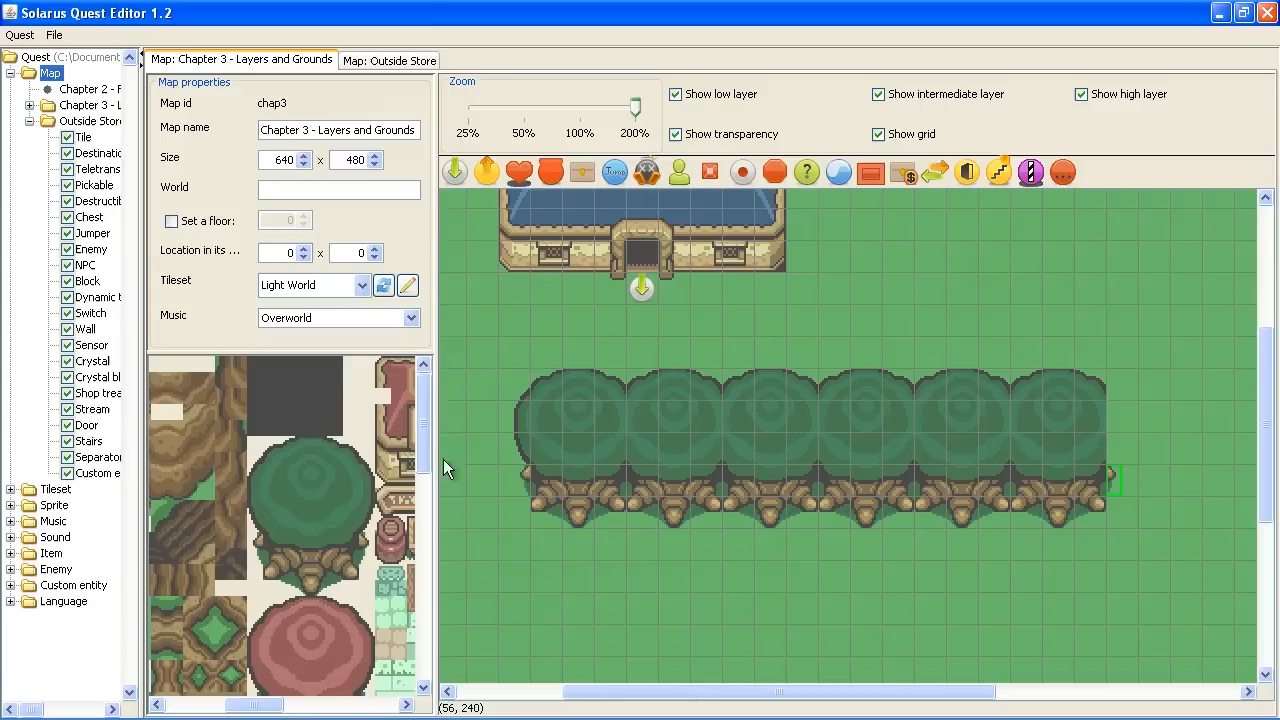 Solarus Quest Editor 1.2
Quest File
Quest (C:\Document
Map
Chapter 2 - F
Chapter 3 - L
Outside Store
Tile
Destinatic
Teletrans
Pickable
Destructib
Chest
Jumper
Enemy
NPC
Block
Dynamic t
Switch
Wall
Sensor
Crystal
Crystal bl
Shop trea
Stream
Door
Stairs
Separator
Custom e
Tileset
Sprite
Music
Sound
Item
Enemy
Custom entity
Language
Map: Chapter 3 - Layers and Grounds Map: Outside Store
Map properties
Map id chap3
Map name Chapter 3 - Layers and Grounds
Size 640 x 480
World
Set a floor: 0
Location in its ... 0 x 0
Tileset Light World
Music Overworld
Zoom
25% 50% 100% 200%
Show low layer Show intermediate layer Show high layer
Show transparency Show grid
Jump
?
$
...
(56, 240)